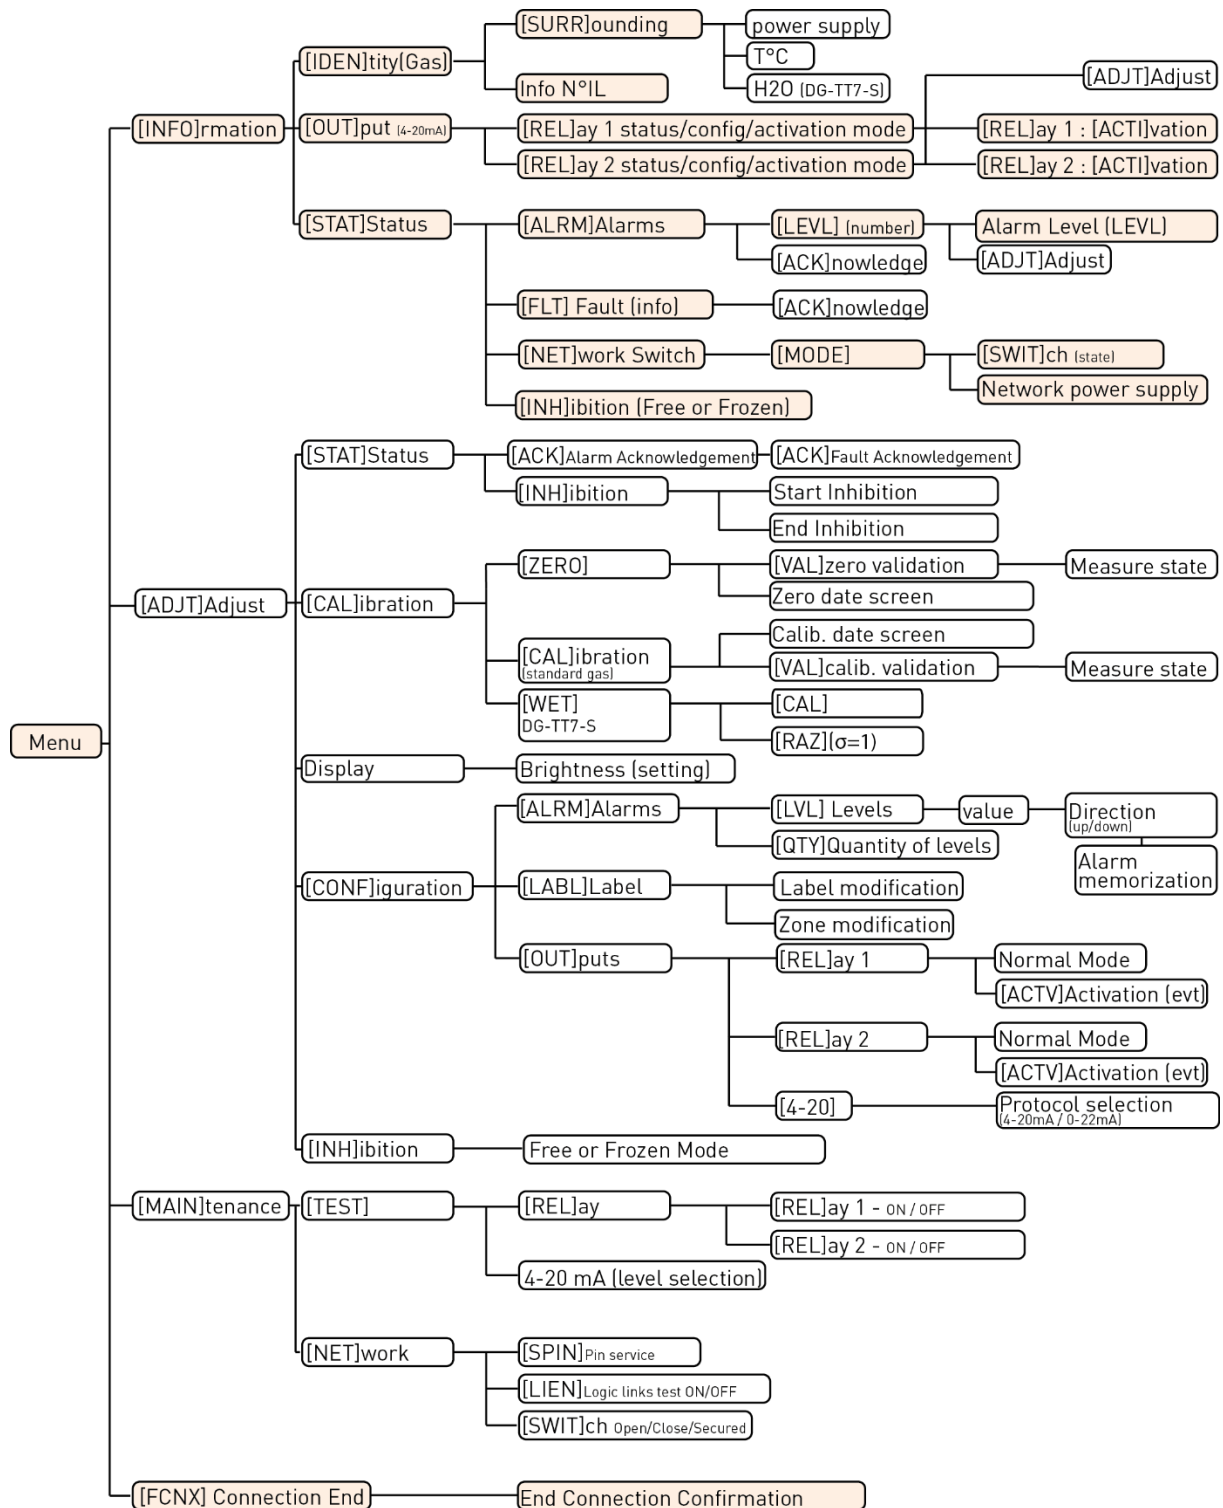 [SURR]ounding
power supply
[IDEN]tity(Gas)
T°C
[ADJT]Adjust
Info N°IL
H2O (DG-TT7-S)
[INFO]rmation
[OUT]put (4-20mA)
[REL]ay 1 status/config/activation mode
[REL]ay 1 : [ACTI]vation
[REL]ay 2 status/config/activation mode
[REL]ay 2 : [ACTI]vation
[STAT]Status
[ALRM]Alarms
[LEVL] (number)
Alarm Level (LEVL)
[ACK]nowledge
[ADJT]Adjust
[FLT] Fault (info)
[ACK]nowledge
[NET]work Switch
[MODE]
[SWIT]ch (state)
Network power supply
[INH]ibition (Free or Frozen)
[STAT]Status
[ACK]Alarm Acknowledgement
[ACK]Fault Acknowledgement
[INH]ibition
Start Inhibition
End Inhibition
[ZERO]
[VAL]zero validation
Measure state
[ADJT]Adjust
[CAL]ibration
Zero date screen
Calib. date screen
[CAL]ibration
(standard gas)
[VAL]calib. validation
Measure state
[WET]
DG-TT7-S
[CAL]
Menu
[RAZ](σ=1)
Display
Brightness (setting)
[ALRM]Alarms
[LVL] Levels
value
Direction
(up/down)
[QTY]Quantity of levels
Alarm
memorization
[CONF]iguration
[LABL]Label
Label modification
Zone modification
[OUT]puts
[REL]ay 1
Normal Mode
[ACTV]Activation (evt)
[REL]ay 2
Normal Mode
[ACTV]Activation (evt)
[4-20]
Protocol selection
(4-20mA / 0-22mA)
[INH]ibition
Free or Frozen Mode
[MAIN]tenance
[TEST]
[REL]ay
[REL]ay 1 - ON / OFF
[REL]ay 2 - ON / OFF
4-20 mA (level selection)
[NET]work
[SPIN]Pin service
[LIEN]Logic links test ON/OFF
[SWIT]ch Open/Close/Secured
[FCNX] Connection End
End Connection Confirmation